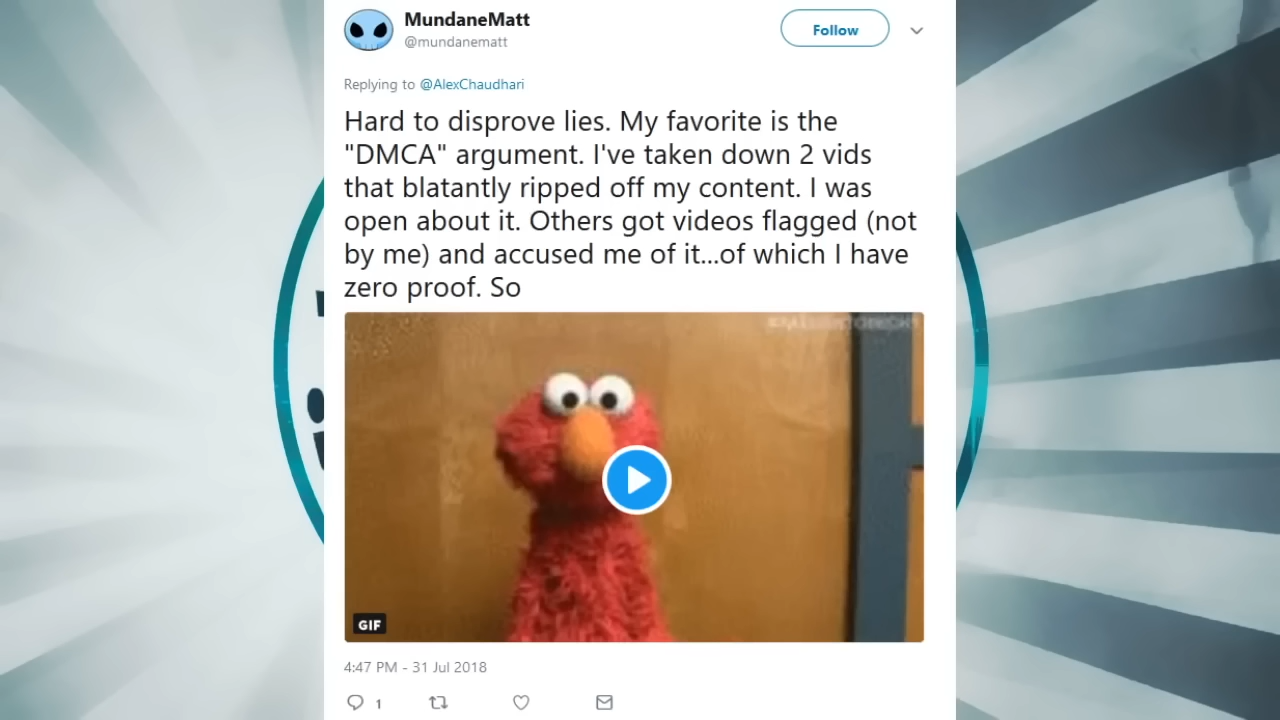 MundaneMatt
@mundanematt
Follow
Replying to @AlexChaudhari
Hard to disprove lies. My favorite is the
"DMCA" argument. I've taken down 2 vids
that blatantly ripped off my content. I was
open about it. Others got videos flagged (not
by me) and accused me of it...of which I have
zero proof. So
GIF
4:47 PM - 31 Jul 2018
1